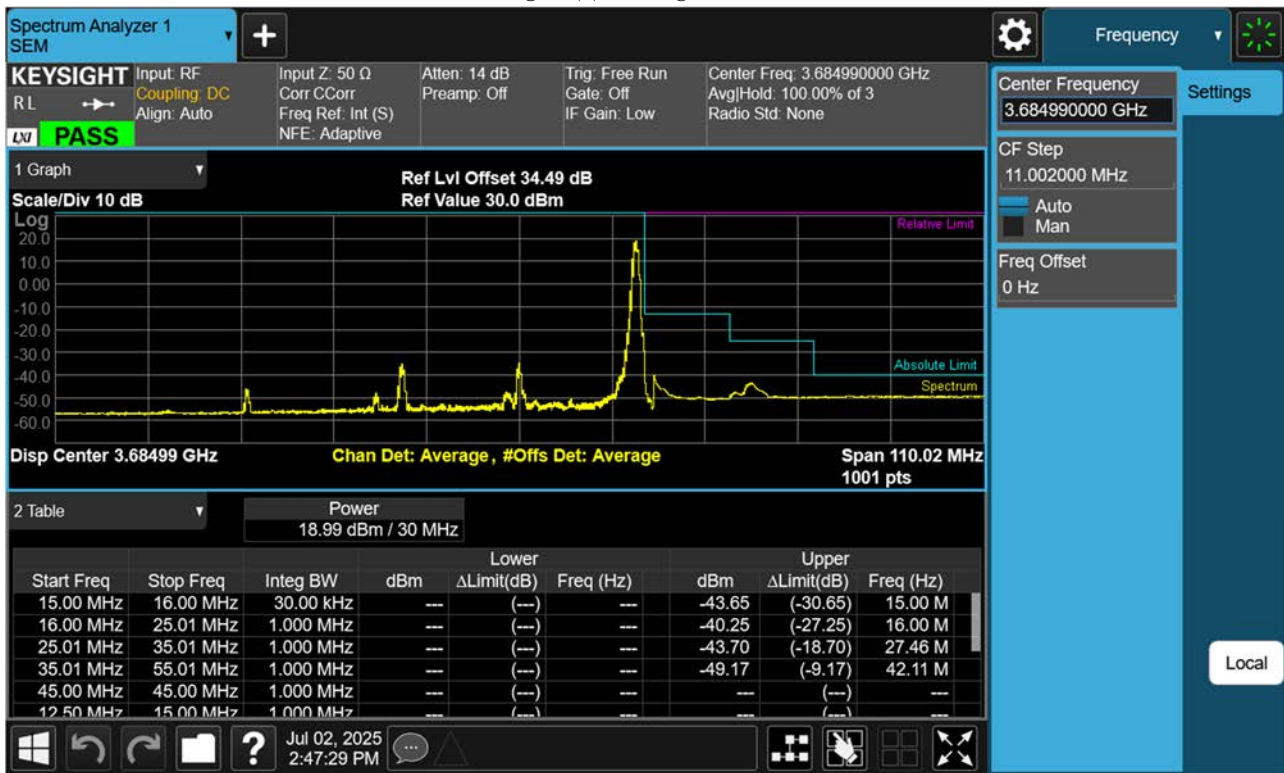 Spectrum Analyzer 1
SEM
Frequency
KEYSIGHT
RL
LXI
PASS
Input: RF
Coupling: DC
Align: Auto
Input Z: 50 Ω
Corr CCorr
Freq Ref: Int (S)
NFE: Adaptive
Atten: 14 dB
Preamp: Off
Trig: Free Run
Gate: Off
IF Gain: Low
Center Freq: 3.684990000 GHz
Avg|Hold: 100.00% of 3
Radio Std: None
Center Frequency
3.684990000 GHz
Settings
CF Step
11.002000 MHz
Auto
Man
Freq Offset
0 Hz
1 Graph
Scale/Div 10 dB
Ref Lvl Offset 34.49 dB
Ref Value 30.0 dBm
Log
20.0
10.0
0.00
-10.0
-20.0
-30.0
-40.0
-50.0
-60.0
Relative Limit
Absolute Limit
Spectrum
Disp Center 3.68499 GHz
Chan Det: Average, #Offs Det: Average
Span 110.02 MHz
1001 pts
2 Table
Power
18.99 dBm / 30 MHz
Lower Upper
Start Freq Stop Freq Integ BW dBm ΔLimit(dB) Freq (Hz) dBm ΔLimit(dB) Freq (Hz)
15.00 MHz 16.00 MHz 30.00 kHz --- (---) --- -43.65 (-30.65) 15.00 M
16.00 MHz 25.01 MHz 1.000 MHz --- (---) --- -40.25 (-27.25) 16.00 M
25.01 MHz 35.01 MHz 1.000 MHz --- (---) --- -43.70 (-18.70) 27.46 M
35.01 MHz 55.01 MHz 1.000 MHz --- (---) --- -49.17 (-9.17) 42.11 M
45.00 MHz 45.00 MHz 1.000 MHz --- (---) --- --- (---) ---
12.50 MHz 15.00 MHz 1.000 MHz --- (---) --- --- (---) ---
Local
?
Jul 02, 2025
2:47:29 PM